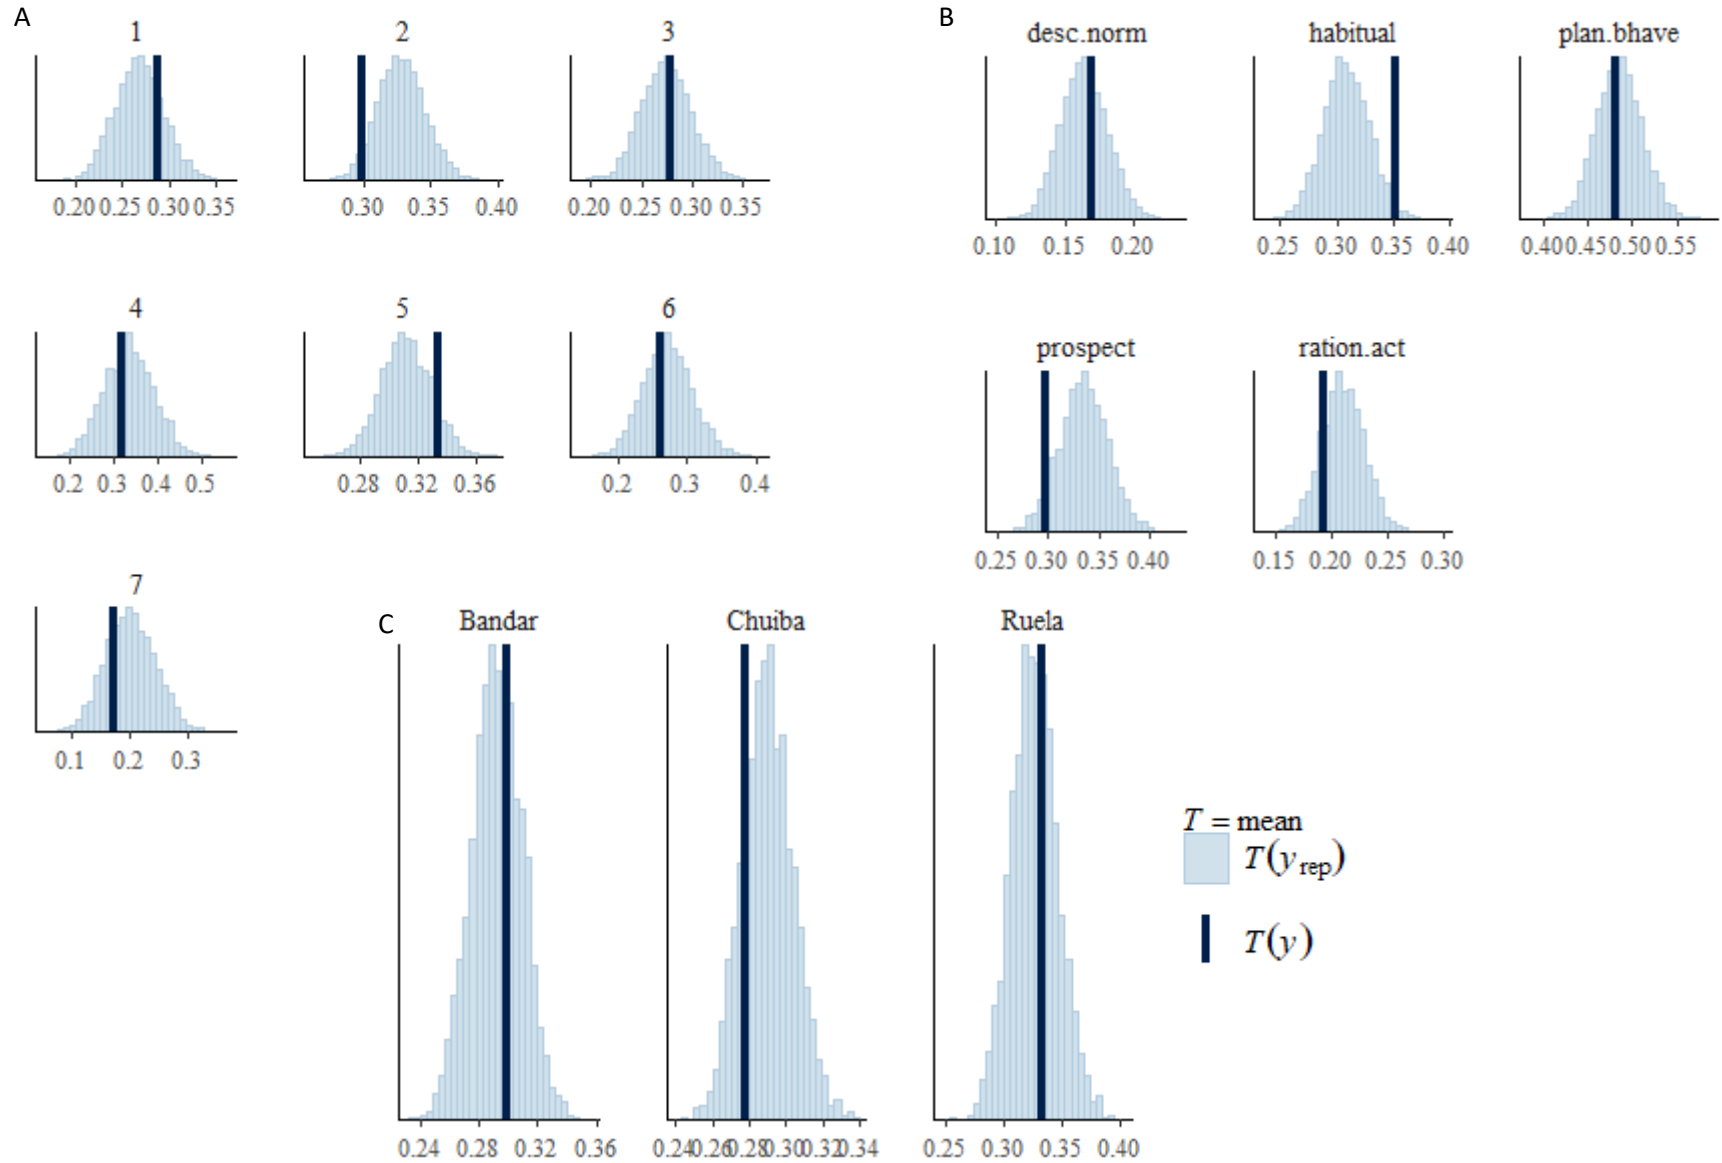 A
1 2 3
0.20 0.25 0.30 0.35 0.30 0.35 0.40 0.20 0.25 0.30 0.35
4 5 6
0.2 0.3 0.4 0.5 0.28 0.32 0.36 0.2 0.3 0.4
7
0.1 0.2 0.3
B
desc.norm habitual plan.bhave
0.10 0.15 0.20 0.25 0.30 0.35 0.40 0.40 0.45 0.50 0.55
prospect ration.act
0.25 0.30 0.35 0.40 0.15 0.20 0.25 0.30
C
Bandar Chuiba Ruela
0.24 0.28 0.32 0.36 0.24 0.26 0.28 0.30 0.32 0.34 0.25 0.30 0.35 0.40
T = mean
T(y rep)
T(y)